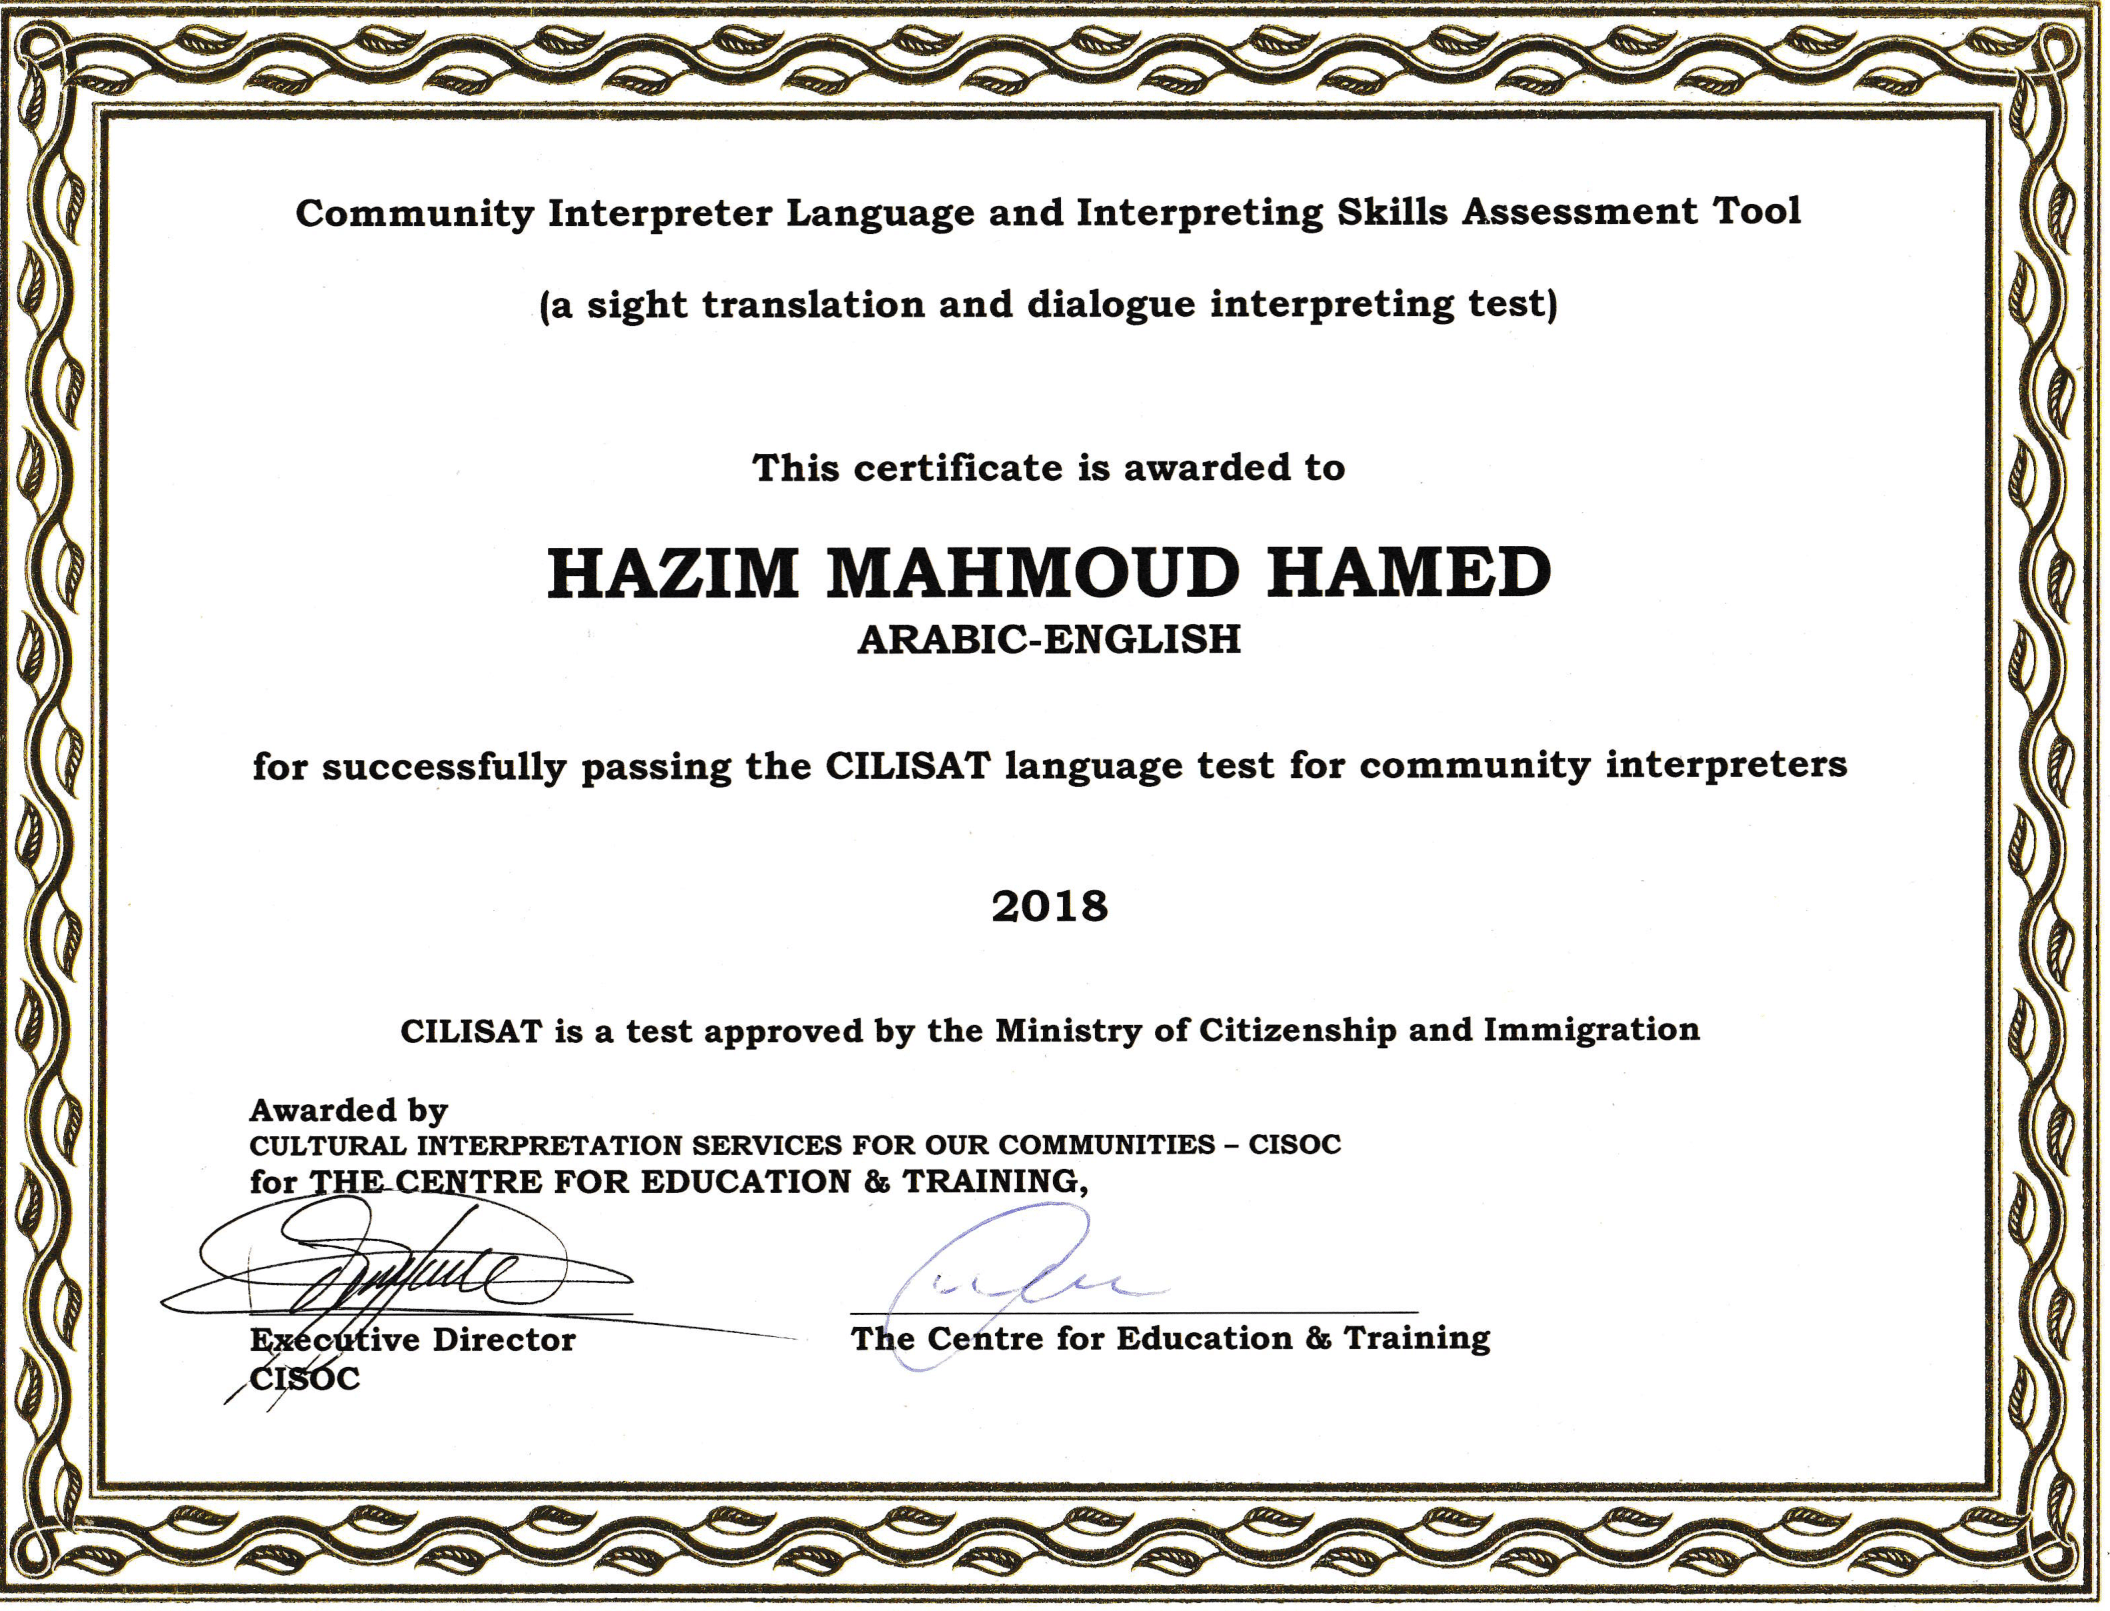 Community Interpreter Language and Interpreting Skills Assessment Tool
(a sight translation and dialogue interpreting test)
This certificate is awarded to
HAZIM MAHMOUD HAMED
ARABIC-ENGLISH
for successfully passing the CILISAT language test for community interpreters
2018
CILISAT is a test approved by the Ministry of Citizenship and Immigration
Awarded by
CULTURAL INTERPRETATION SERVICES FOR OUR COMMUNITIES – CISOC
for THE CENTRE FOR EDUCATION & TRAINING,
Executive Director
CISOC
The Centre for Education & Training